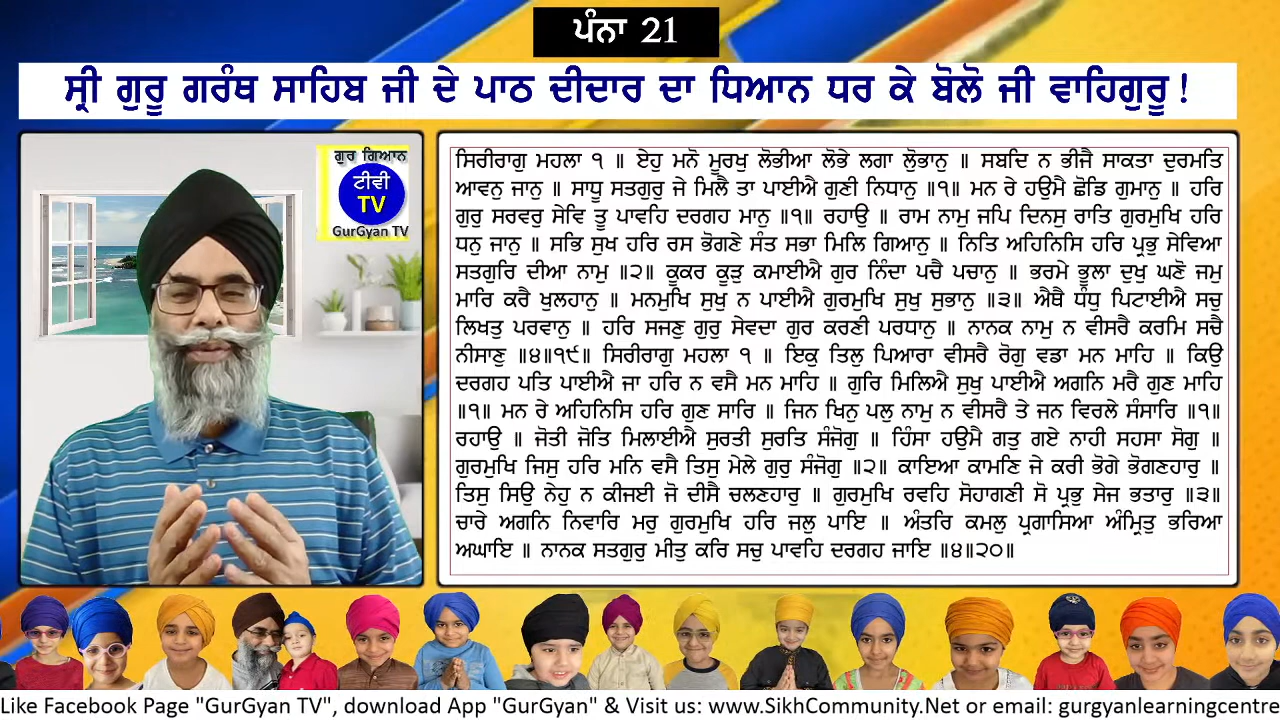 ਪੰਨਾ 21
ਸ੍ਰੀ ਗੁਰੂ ਗਰੰਥ ਸਾਹਿਬ ਜੀ ਦੇ ਪਾਠ ਦੀਦਾਰ ਦਾ ਧਿਆਨ ਧਰ ਕੇ ਬੋਲੋ ਜੀ ਵਾਹਿਗੁਰੂ!
ਗੁਰ ਗਿਆਨ
ਟੀਵੀ
TV
GurGyan TV
ਸਿਰੀਰਾਗੁ ਮਹਲਾ ੧ ॥ ਏਹੁ ਮਨੋ ਮੂਰਖੁ ਲੋਭੀਆ ਲੋਭੇ ਲਗਾ ਲੋੁਭਾਨੁ ॥ ਸਬਦਿ ਨ ਭੀਜੈ ਸਾਕਤਾ ਦੁਰਮਤਿ
ਆਵਨੁ ਜਾਨੁ ॥ ਸਾਧੂ ਸਤਗੁਰੁ ਜੇ ਮਿਲੈ ਤਾ ਪਾਈਐ ਗੁਣੀ ਨਿਧਾਨੁ ॥੧॥ ਮਨ ਰੇ ਹਉਮੈ ਛੋਡਿ ਗੁਮਾਨੁ ॥ ਹਰਿ
ਗੁਰੁ ਸਰਵਰੁ ਸੇਵਿ ਤੂ ਪਾਵਹਿ ਦਰਗਹ ਮਾਨੁ ॥੧॥ ਰਹਾਉ ॥ ਰਾਮ ਨਾਮੁ ਜਪਿ ਦਿਨਸੁ ਰਾਤਿ ਗੁਰਮੁਖਿ ਹਰਿ
ਧਨੁ ਜਾਨੁ ॥ ਸਭਿ ਸੁਖ ਹਰਿ ਰਸ ਭੋਗਣੇ ਸੰਤ ਸਭਾ ਮਿਲਿ ਗਿਆਨੁ ॥ ਨਿਤਿ ਅਹਿਨਿਸਿ ਹਰਿ ਪ੍ਰਭੁ ਸੇਵਿਆ
ਸਤਗੁਰਿ ਦੀਆ ਨਾਮੁ ॥੨॥ ਕੂਕਰ ਕੂੜੁ ਕਮਾਈਐ ਗੁਰ ਨਿੰਦਾ ਪਚੈ ਪਚਾਨੁ ॥ ਭਰਮੇ ਭੂਲਾ ਦੁਖੁ ਘਣੋ ਜਮੁ
ਮਾਰਿ ਕਰੈ ਖੁਲਹਾਨੁ ॥ ਮਨਮੁਖਿ ਸੁਖੁ ਨ ਪਾਈਐ ਗੁਰਮੁਖਿ ਸੁਖੁ ਸੁਭਾਨੁ ॥੩॥ ਐਥੈ ਧੰਧੁ ਪਿਟਾਈਐ ਸਚੁ
ਲਿਖਤੁ ਪਰਵਾਨੁ ॥ ਹਰਿ ਸਜਣੁ ਗੁਰੁ ਸੇਵਦਾ ਗੁਰ ਕਰਣੀ ਪਰਧਾਨੁ ॥ ਨਾਨਕ ਨਾਮੁ ਨ ਵੀਸਰੈ ਕਰਮਿ ਸਚੈ
ਨੀਸਾਣੁ ॥੪॥੧੯॥ ਸਿਰੀਰਾਗੁ ਮਹਲਾ ੧ ॥ ਇਕੁ ਤਿਲੁ ਪਿਆਰਾ ਵੀਸਰੈ ਰੋਗੁ ਵਡਾ ਮਨ ਮਾਹਿ ॥ ਕਿਉ
ਦਰਗਹ ਪਤਿ ਪਾਈਐ ਜਾ ਹਰਿ ਨ ਵਸੈ ਮਨ ਮਾਹਿ ॥ ਗੁਰਿ ਮਿਲਿਐ ਸੁਖੁ ਪਾਈਐ ਅਗਨਿ ਮਰੈ ਗੁਣ ਮਾਹਿ
॥੧॥ ਮਨ ਰੇ ਅਹਿਨਿਸਿ ਹਰਿ ਗੁਣ ਸਾਰਿ ॥ ਜਿਨ ਖਿਨੁ ਪਲੁ ਨਾਮੁ ਨ ਵੀਸਰੈ ਤੇ ਜਨ ਵਿਰਲੇ ਸੰਸਾਰਿ ॥੧॥
ਰਹਾਉ ॥ ਜੋਤੀ ਜੋਤਿ ਮਿਲਾਈਐ ਸੁਰਤੀ ਸੁਰਤਿ ਸੰਜੋਗੁ ॥ ਹਿੰਸਾ ਹਉਮੈ ਗਤੁ ਗਏ ਨਾਹੀ ਸਹਸਾ ਸੋਗੁ ॥
ਗੁਰਮੁਖਿ ਜਿਸੁ ਹਰਿ ਮਨਿ ਵਸੈ ਤਿਸੁ ਮੇਲੇ ਗੁਰੁ ਸੰਜੋਗੁ ॥੨॥ ਕਾਇਆ ਕਾਮਣਿ ਜੇ ਕਰੀ ਭੋਗੇ ਭੋਗਣਹਾਰੁ ॥
ਤਿਸੁ ਸਿਉ ਨੇਹੁ ਨ ਕੀਜਈ ਜੋ ਦੀਸੈ ਚਲਣਹਾਰੁ ॥ ਗੁਰਮੁਖਿ ਰਵਹਿ ਸੋਹਾਗਣੀ ਸੋ ਪ੍ਰਭੁ ਸੇਜ ਭਤਾਰੁ ॥੩॥
ਚਾਰੇ ਅਗਨਿ ਨਿਵਾਰਿ ਮਰੁ ਗੁਰਮੁਖਿ ਹਰਿ ਜਲੁ ਪਾਇ ॥ ਅੰਤਰਿ ਕਮਲੁ ਪ੍ਰਗਾਸਿਆ ਅੰਮ੍ਰਿਤੁ ਭਰਿਆ
ਅਘਾਇ ॥ ਨਾਨਕ ਸਤਗੁਰੁ ਮੀਤੁ ਕਰਿ ਸਚੁ ਪਾਵਹਿ ਦਰਗਹ ਜਾਇ ॥੪॥੨੦॥
Like Facebook Page "GurGyan TV", download App "GurGyan" & Visit us: www.SikhCommunity.Net or email: gurgyanlearningcentre